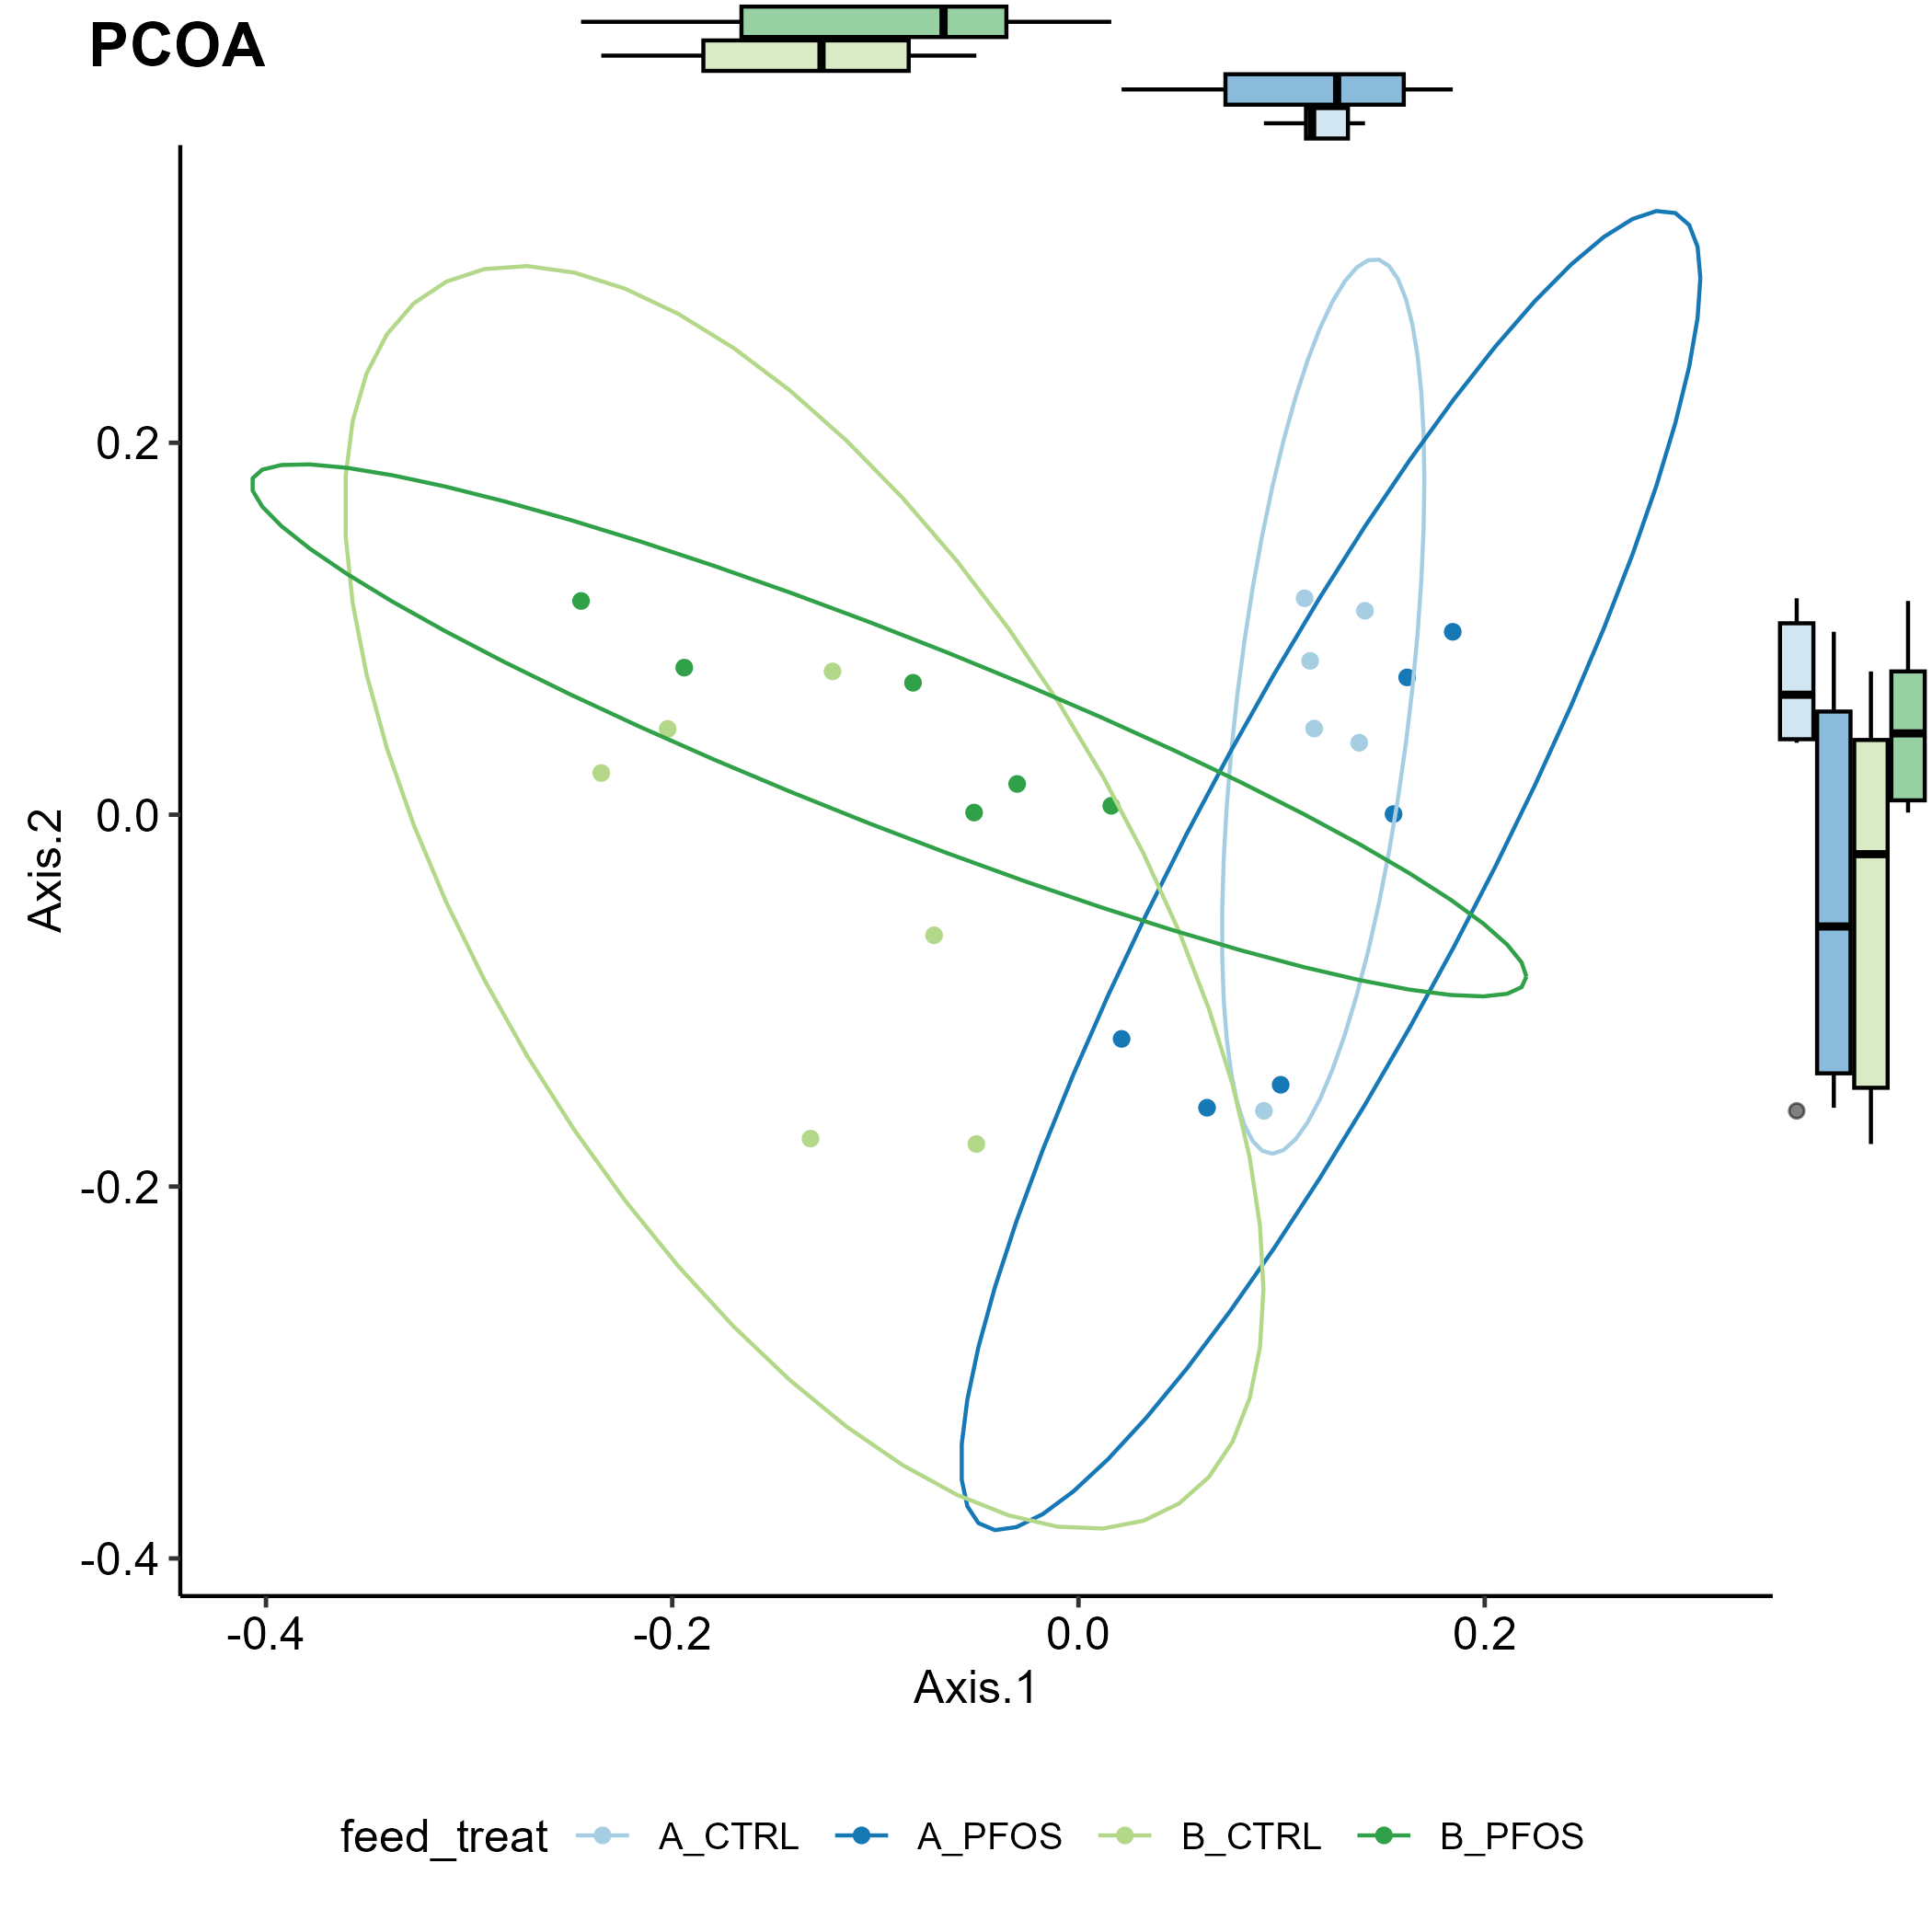 PCOA
0.2
0.0
-0.2
-0.4
Axis.2
-0.4 -0.2 0.0 0.2
Axis.1
feed_treat A_CTRL A_PFOS B_CTRL B_PFOS